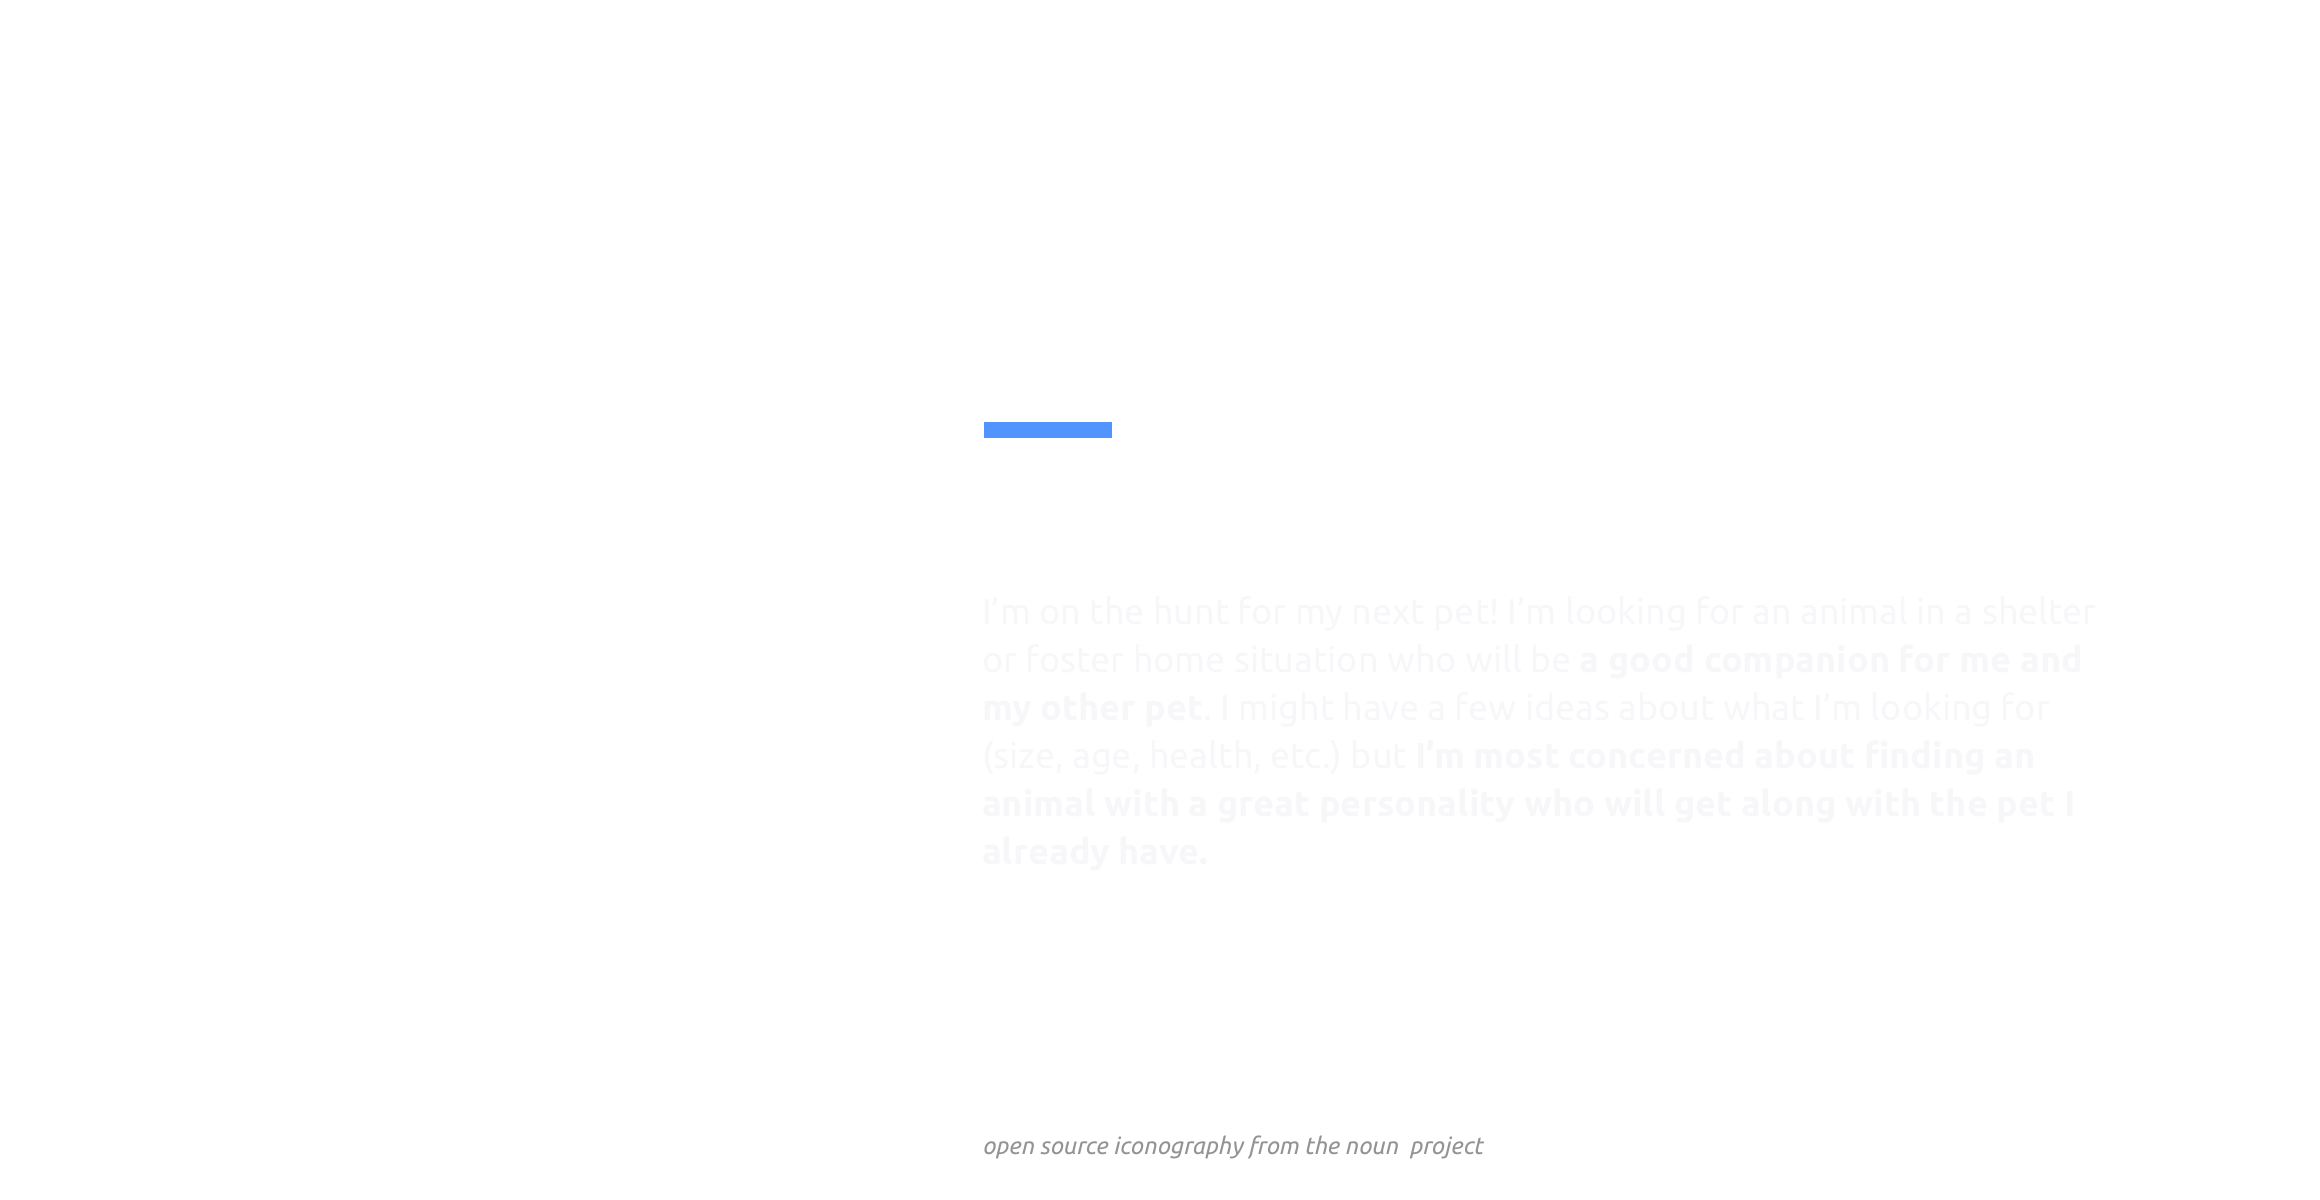 I’m on the hunt for my next pet! I’m looking for an animal in a shelter
or foster home situation who will be a good companion for me and
my other pet. I might have a few ideas about what I’m looking for
(size, age, health, etc.) but I’m most concerned about finding an
animal with a great personality who will get along with the pet I
already have.
open source iconography from the noun  project